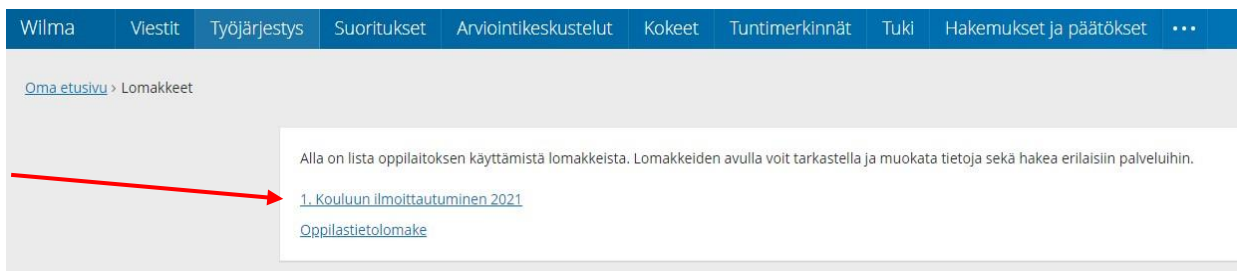 Wilma Viestit Työjärjestys Suoritukset Arviointikeskustelut Kokeet Tuntimerkinnät Tuki Hakemukset ja päätökset •••
Oma etusivu › Lomakkeet
Alla on lista oppilaitoksen käyttämistä lomakkeista. Lomakkeiden avulla voit tarkastella ja muokata tietoja sekä hakea erilaisiin palveluihin.
1. Kouluun ilmoittautuminen 2021
Oppilastietolomake